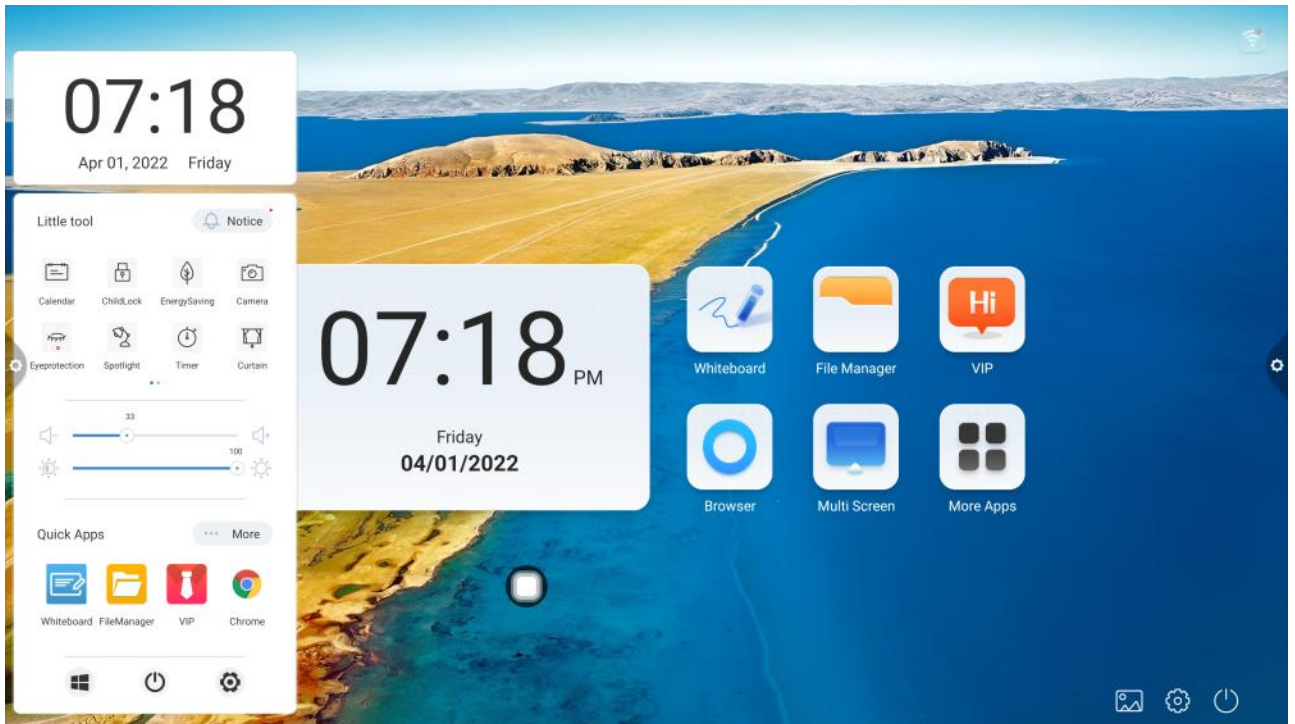 07:18
Apr 01, 2022 Friday
Little tool
Notice
Calendar ChildLock EnergySaving Camera
Eyeprotection Spotlight Timer Curtain
33
100
Quick Apps
••• More
Whiteboard FileManager VIP Chrome
07:18 PM
Friday
04/01/2022
Hi
Whiteboard File Manager VIP
Browser Multi Screen More Apps